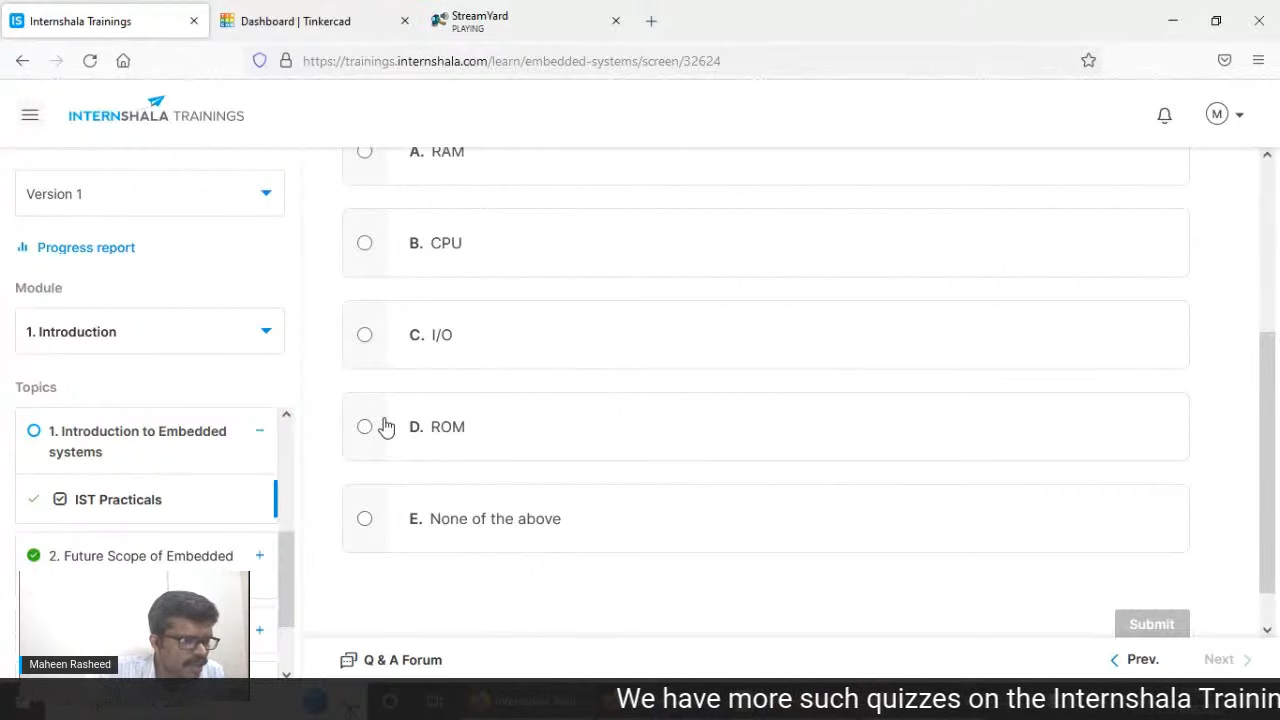 Internshala Trainings
Dashboard | Tinkercad
StreamYard
PLAYING
https://trainings.internshala.com/learn/embedded-systems/screen/32624
INTERNSHALA TRAININGS
M
Version 1
Progress report
Module
1. Introduction
Topics
1. Introduction to Embedded
systems
IST Practicals
2. Future Scope of Embedded
A. RAM
B. CPU
C. I/O
D. ROM
E. None of the above
Submit
Q & A Forum
Prev.
Next
Maheen Rasheed
We have more such quizzes on the Internshala Trainin